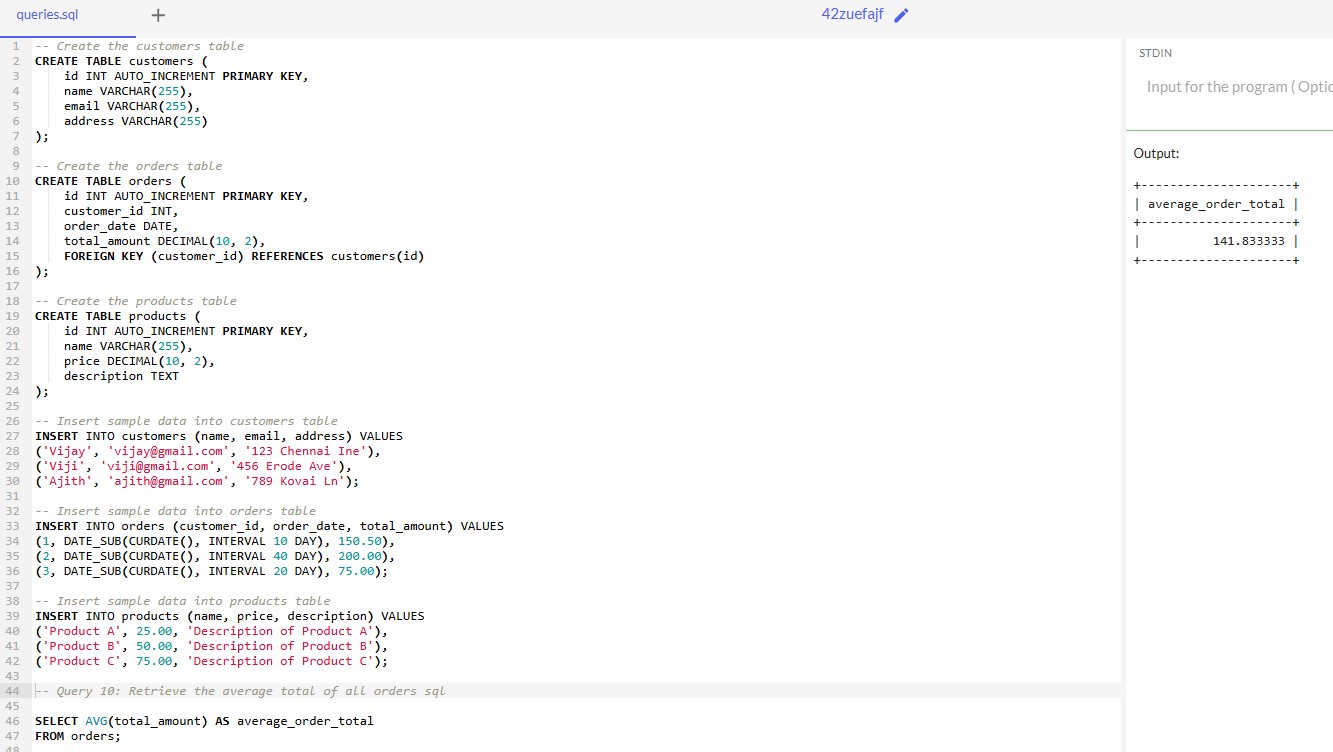 queries.sql +
42zuefajf
1 -- Create the customers table
2 CREATE TABLE customers (
3     id INT AUTO_INCREMENT PRIMARY KEY,
4     name VARCHAR(255),
5     email VARCHAR(255),
6     address VARCHAR(255)
7 );
8
9 -- Create the orders table
10 CREATE TABLE orders (
11     id INT AUTO_INCREMENT PRIMARY KEY,
12     customer_id INT,
13     order_date DATE,
14     total_amount DECIMAL(10, 2),
15     FOREIGN KEY (customer_id) REFERENCES customers(id)
16 );
17
18 -- Create the products table
19 CREATE TABLE products (
20     id INT AUTO_INCREMENT PRIMARY KEY,
21     name VARCHAR(255),
22     price DECIMAL(10, 2),
23     description TEXT
24 );
25
26 -- Insert sample data into customers table
27 INSERT INTO customers (name, email, address) VALUES
28 ('Vijay', 'vijay@gmail.com', '123 Chennai Ine'),
29 ('Viji', 'viji@gmail.com', '456 Erode Ave'),
30 ('Ajith', 'ajith@gmail.com', '789 Kovai Ln');
31
32 -- Insert sample data into orders table
33 INSERT INTO orders (customer_id, order_date, total_amount) VALUES
34 (1, DATE_SUB(CURDATE(), INTERVAL 10 DAY), 150.50),
35 (2, DATE_SUB(CURDATE(), INTERVAL 40 DAY), 200.00),
36 (3, DATE_SUB(CURDATE(), INTERVAL 20 DAY), 75.00);
37
38 -- Insert sample data into products table
39 INSERT INTO products (name, price, description) VALUES
40 ('Product A', 25.00, 'Description of Product A'),
41 ('Product B', 50.00, 'Description of Product B'),
42 ('Product C', 75.00, 'Description of Product C');
43
44 -- Query 10: Retrieve the average total of all orders sql
45
46 SELECT AVG(total_amount) AS average_order_total
47 FROM orders;
48
STDIN
Input for the program ( Optio
Output:
+---------------------+
| average_order_total |
+---------------------+
|          141.833333 |
+---------------------+